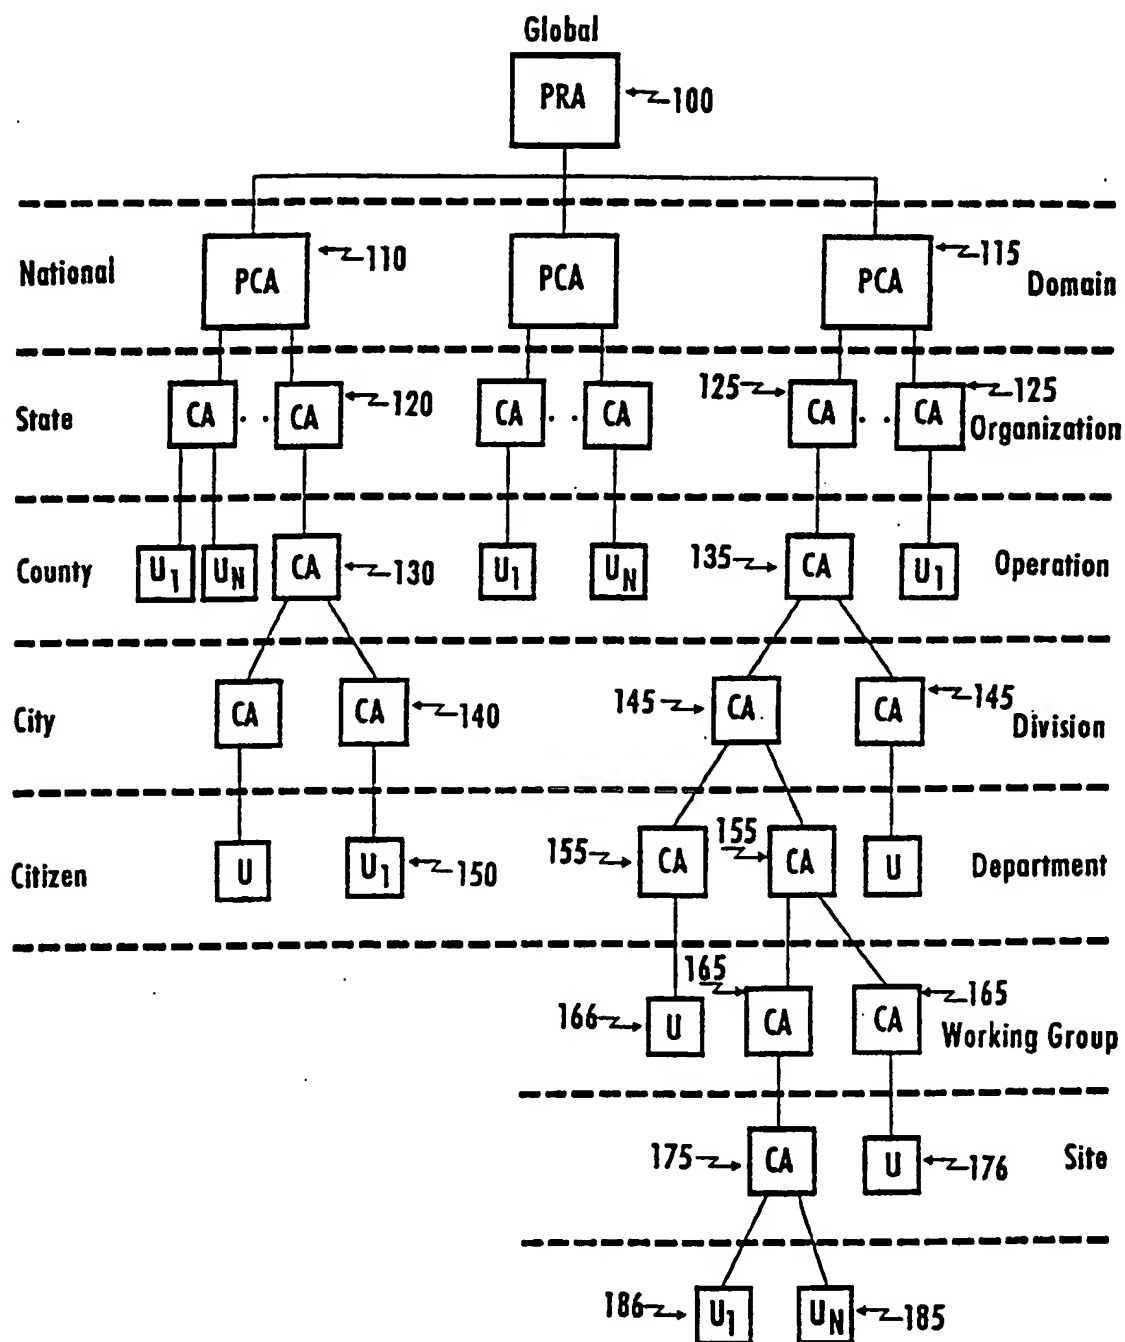 Global
PRA 100
National PCA 110 PCA PCA 115 Domain
State CA . . CA 120 CA . . CA 125 CA . . CA 125 Organization
County U1 UN CA 130 U1 UN 135 CA U1 Operation
City CA CA 140 145 CA CA 145 Division
Citizen U U1 150 155 CA 155 CA U Department
166 U 165 CA CA 165 Working Group
175 CA U 176 Site
186 U1 UN 185